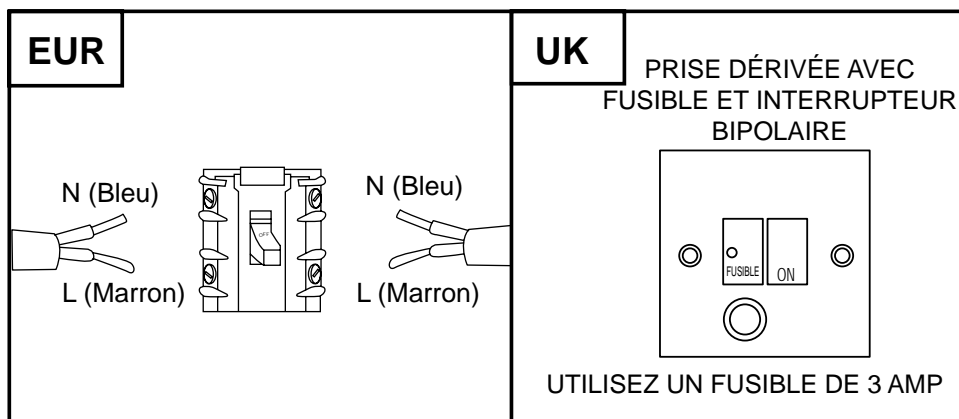 EUR
N (Bleu)
L (Marron)
OFF
N (Bleu)
L (Marron)
UK
PRISE DÉRIVÉE AVEC
FUSIBLE ET INTERRUPTEUR
BIPOLAIRE
FUSIBLE
ON
UTILISEZ UN FUSIBLE DE 3 AMP